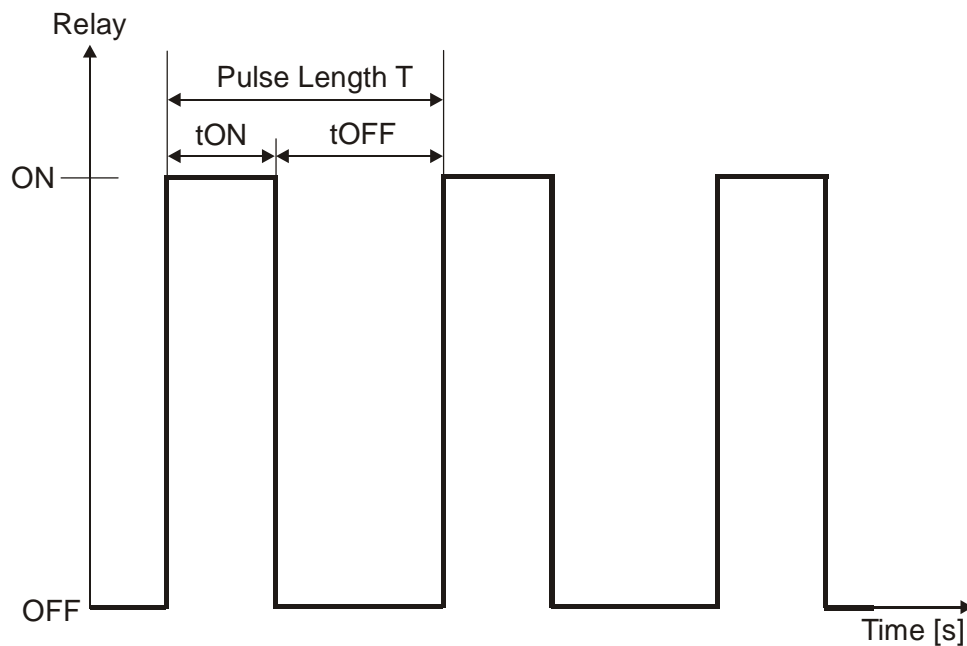 Relay
Pulse Length T
tON tOFF
ON
OFF
Time [s]